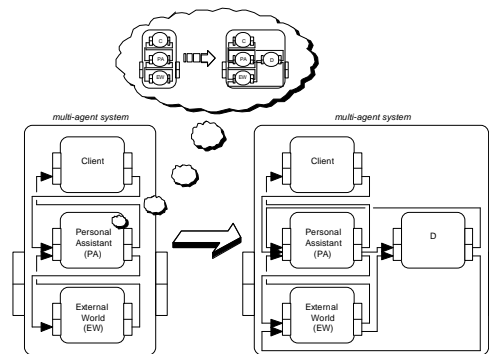 C
PA
EW
C
PA
D
EW
multi-agent system
multi-agent system
Client
Personal
Assistant
(PA)
External
World
(EW)
Client
Personal
Assistant
(PA)
D
External
World
(EW)